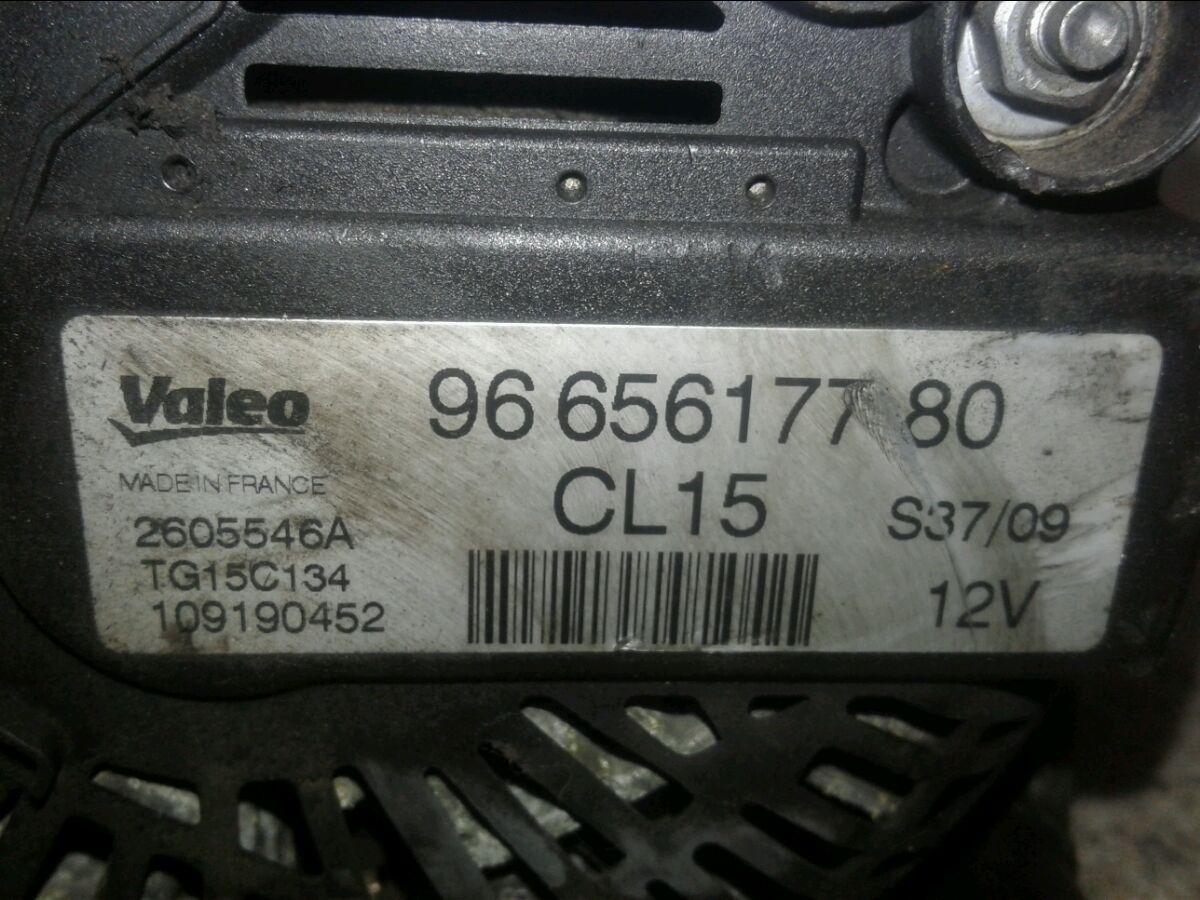 Valeo
96 656177 80
MADE IN FRANCE
CL15
S37/09
2605546A
TG15C134
109190452
12V